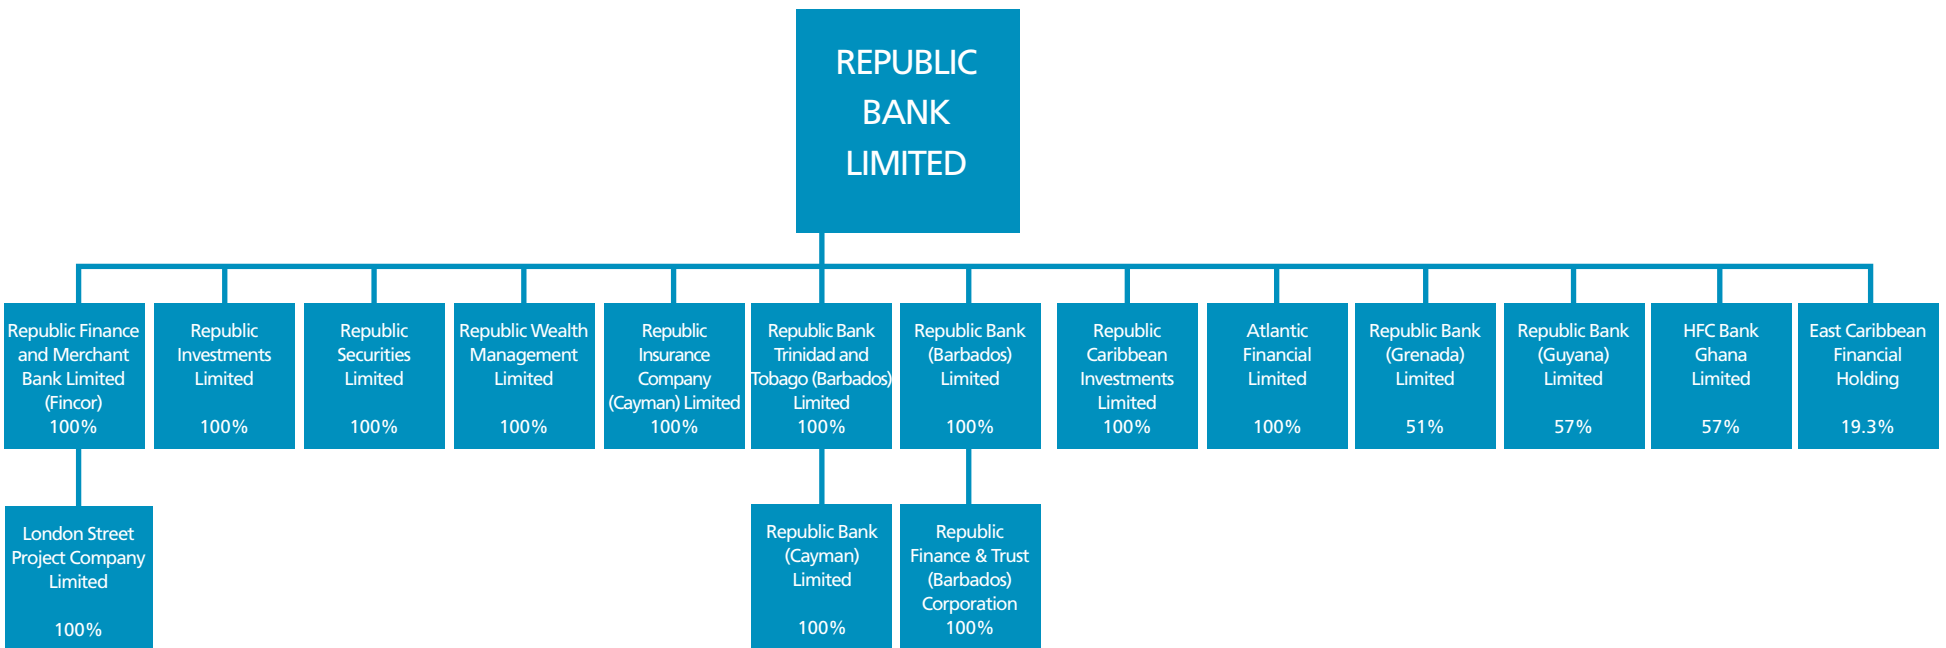 REPUBLIC
BANK
LIMITED
Republic Finance
and Merchant
Bank Limited
(Fincor)
100%
Republic
Investments
Limited
100%
Republic
Securities
Limited
100%
Republic Wealth
Management
Limited
100%
Republic
Insurance
Company
(Cayman) Limited
100%
Republic Bank
Trinidad and
Tobago (Barbados)
Limited
100%
Republic Bank
(Barbados)
Limited
100%
Republic
Caribbean
Investments
Limited
100%
Atlantic
Financial
Limited
100%
Republic Bank
(Grenada)
Limited
51%
Republic Bank
(Guyana)
Limited
57%
HFC Bank
Ghana
Limited
57%
East Caribbean
Financial
Holding
19.3%
London Street
Project Company
Limited
100%
Republic Bank
(Cayman)
Limited
100%
Republic
Finance & Trust
(Barbados)
Corporation
100%